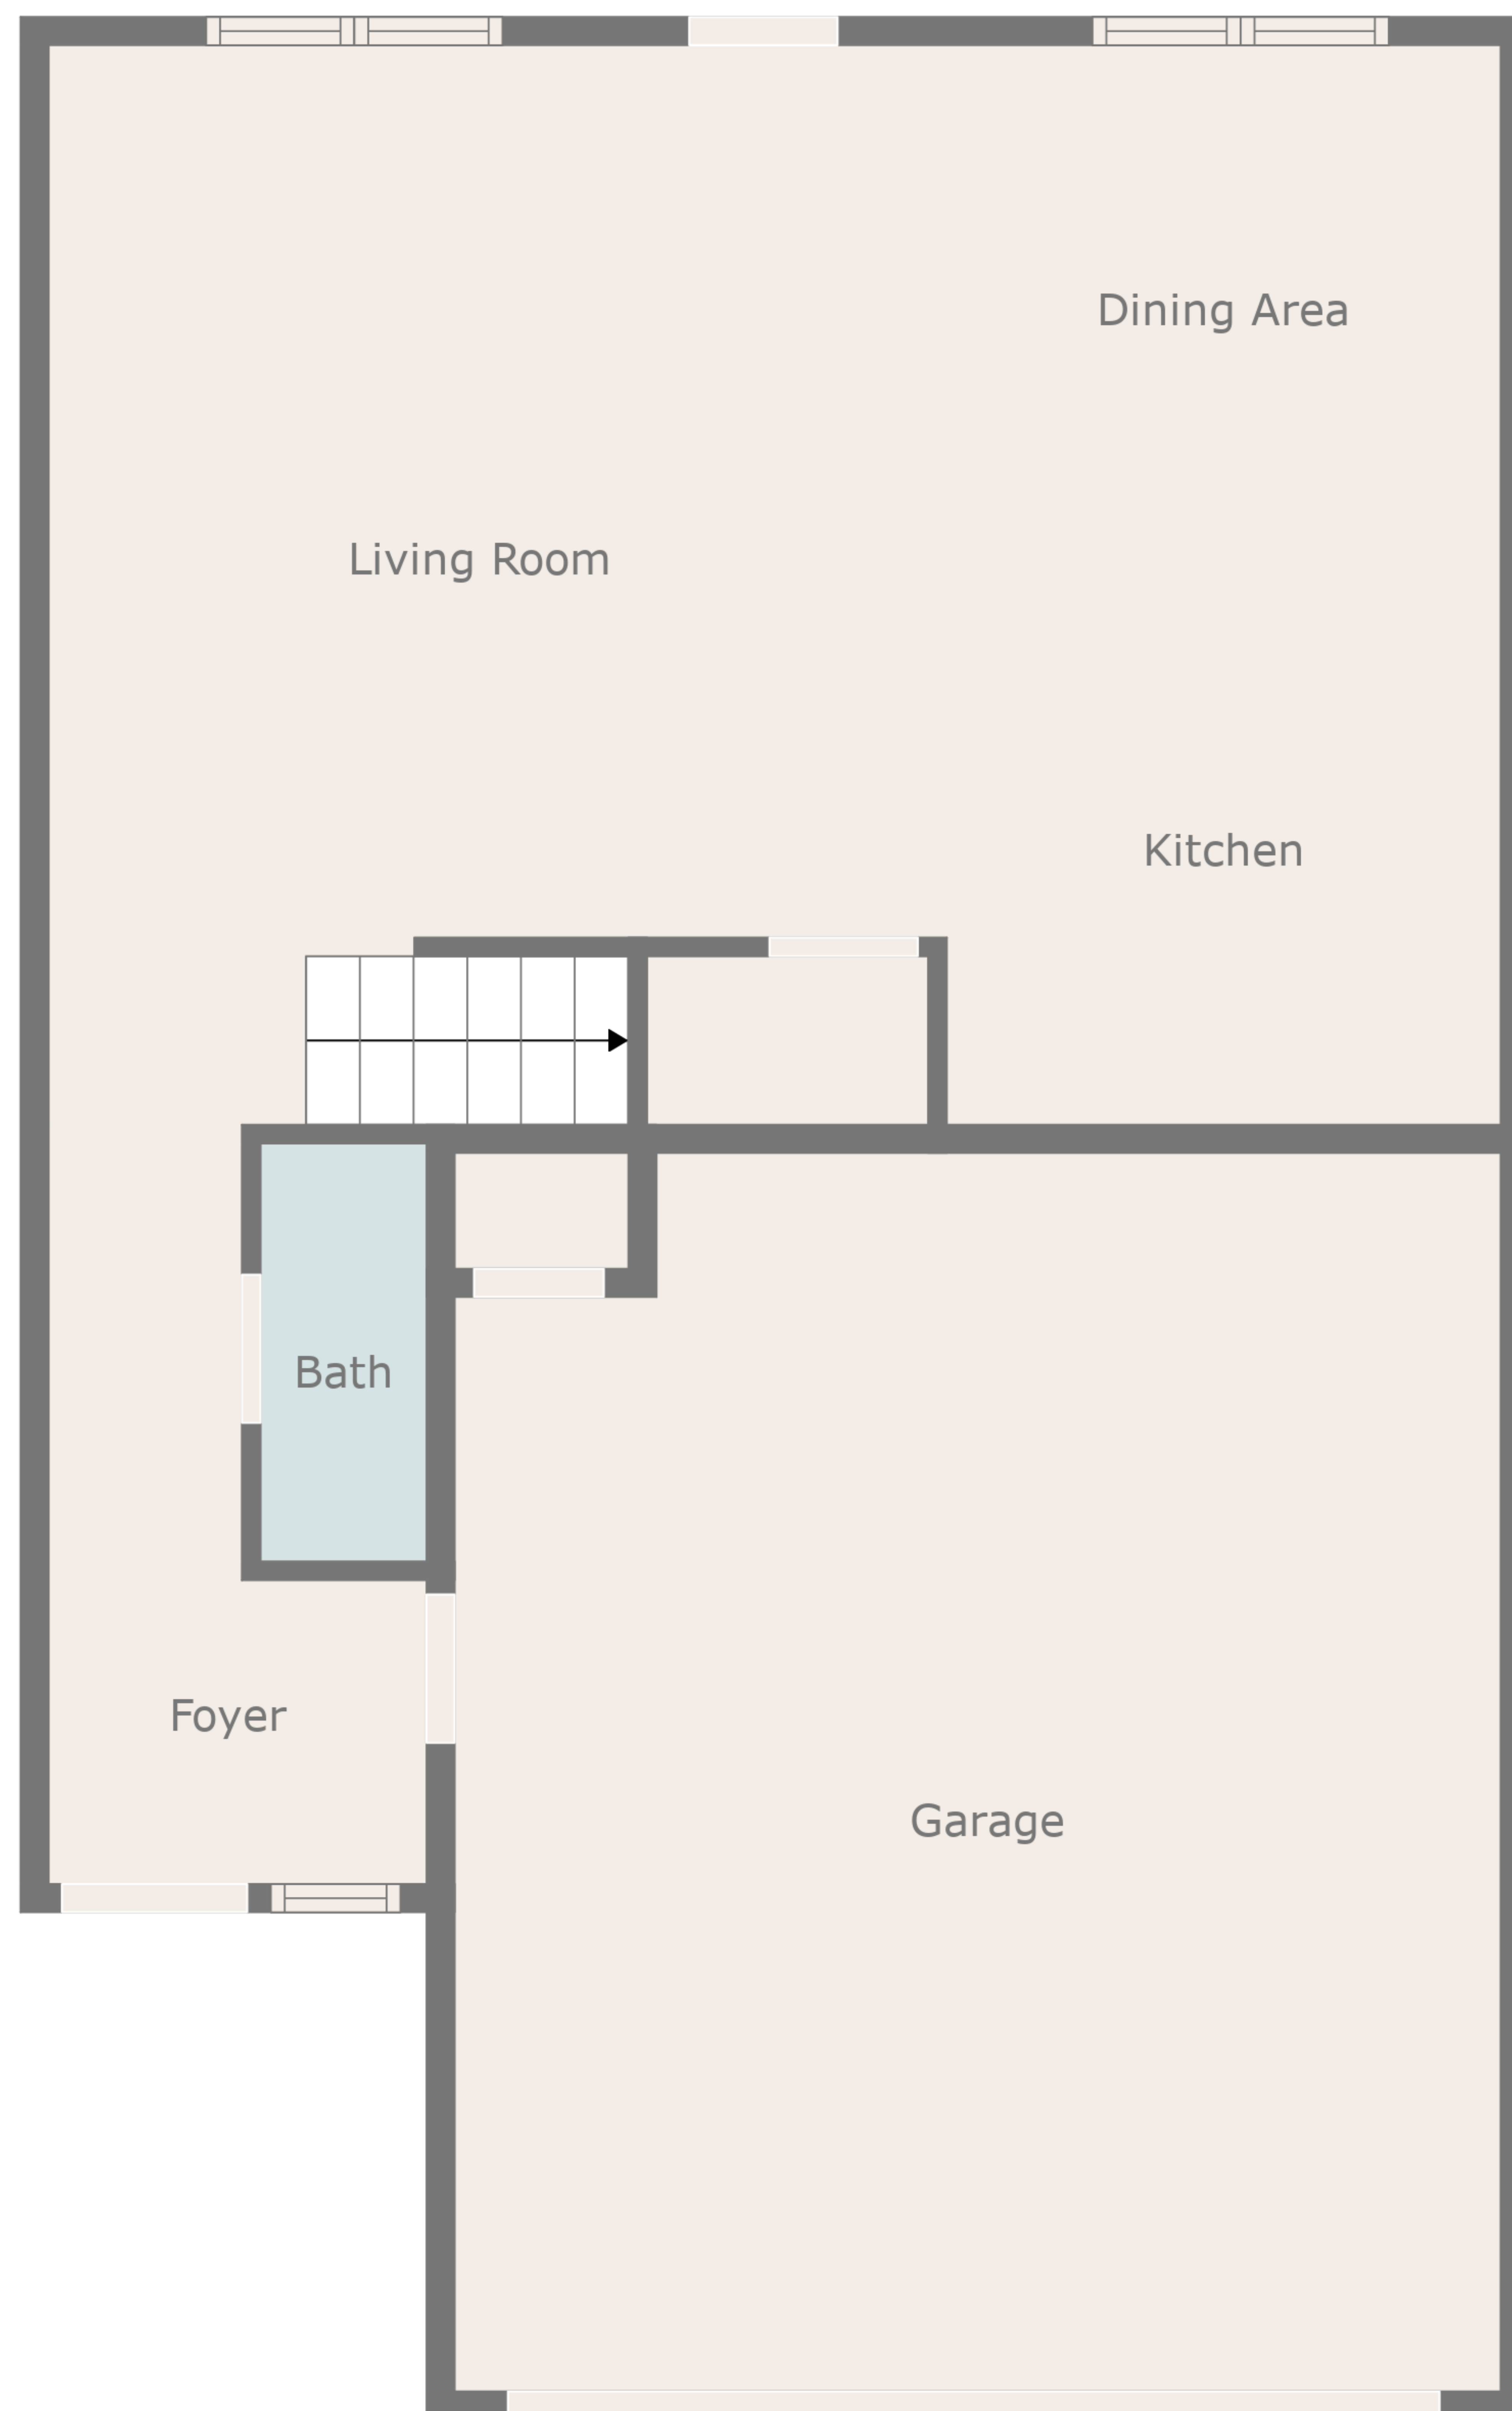 Dining Area
Living Room
Kitchen
Bath
Foyer
Garage